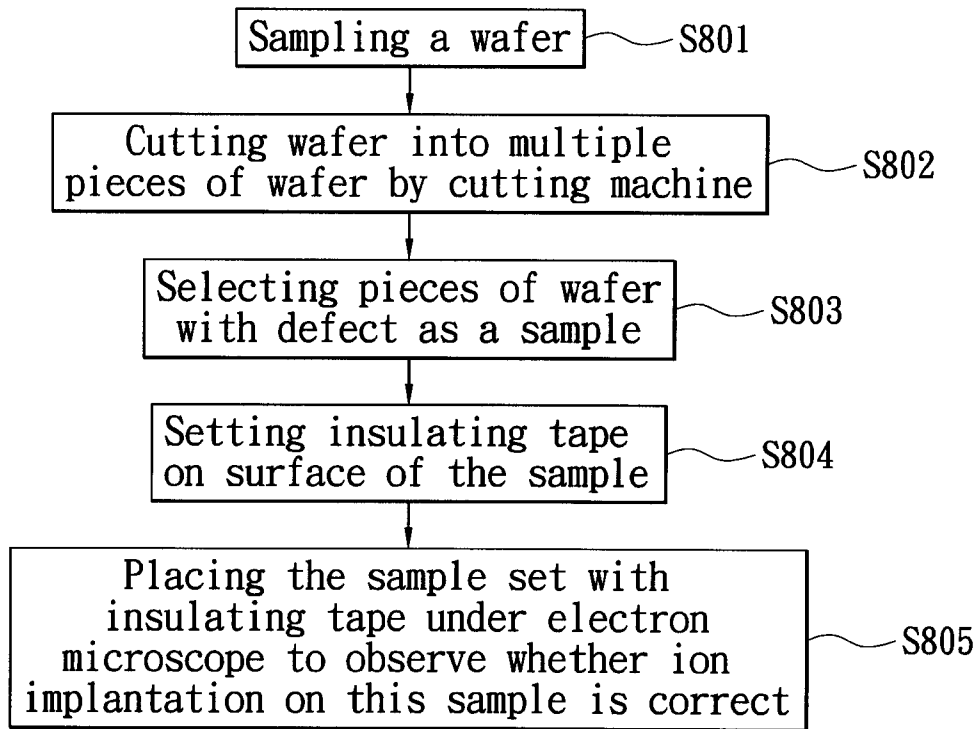 Sampling a wafer
S801
Cutting wafer into multiple
pieces of wafer by cutting machine
S802
Selecting pieces of wafer
with defect as a sample
S803
Setting insulating tape
on surface of the sample
S804
Placing the sample set with
insulating tape under electron
microscope to observe whether ion
implantation on this sample is correct
S805